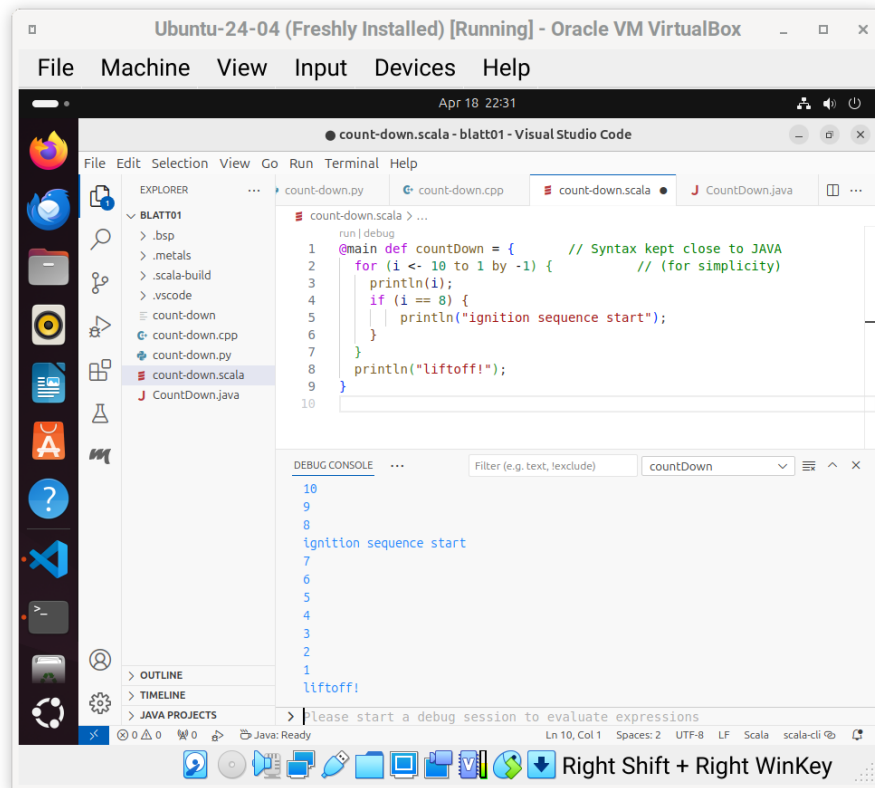 Ubuntu-24-04 (Freshly Installed) [Running] - Oracle VM VirtualBox
File Machine View Input Devices Help
Apr 18 22:31
count-down.scala - blatt01 - Visual Studio Code
File Edit Selection View Go Run Terminal Help
EXPLORER ...
BLATT01
.bsp
.metals
.scala-build
.vscode
count-down
count-down.cpp
count-down.py
count-down.scala
J CountDown.java
OUTLINE
TIMELINE
JAVA PROJECTS
1
count-down.py count-down.cpp count-down.scala J CountDown.java ...
count-down.scala > ...
run | debug
1 @main def countDown = { // Syntax kept close to JAVA
2 for (i <- 10 to 1 by -1) { // (for simplicity)
3 println(i);
4 if (i == 8) {
5 println("ignition sequence start");
6 }
7 }
8 println("liftoff!");
9 }
10
DEBUG CONSOLE ... Filter (e.g. text, !exclude) countDown
10
9
8
ignition sequence start
7
6
5
4
3
2
1
liftoff!
> Please start a debug session to evaluate expressions
0 0 0 Java: Ready Ln 10, Col 1 Spaces: 2 UTF-8 LF Scala scala-cli
Right Shift + Right WinKey